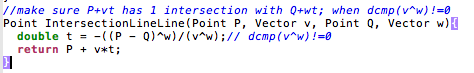 //make sure P+vt has 1 intersection with Q+wt; when dcmp(v^w)!=0
Point IntersectionLineLine(Point P, Vector v, Point Q, Vector w){
double t = -((P - Q)^w)/(v^w);// dcmp(v^w)!=0
return P + v*t;
}